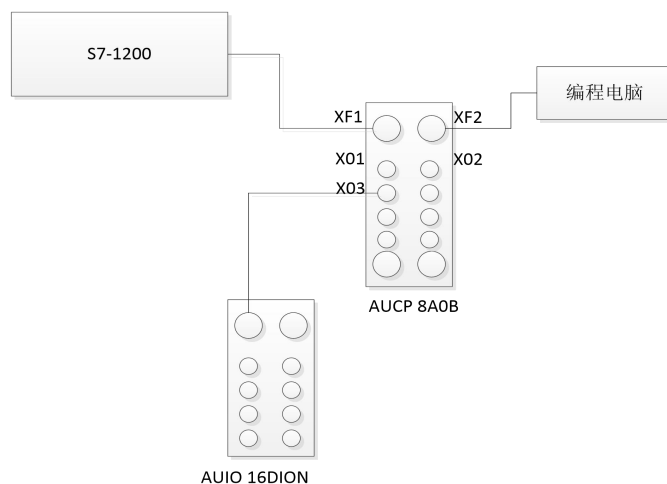 S7-1200
编程电脑
XF1
XF2
X01
X02
X03
AUCP 8A0B
AUIO 16DION